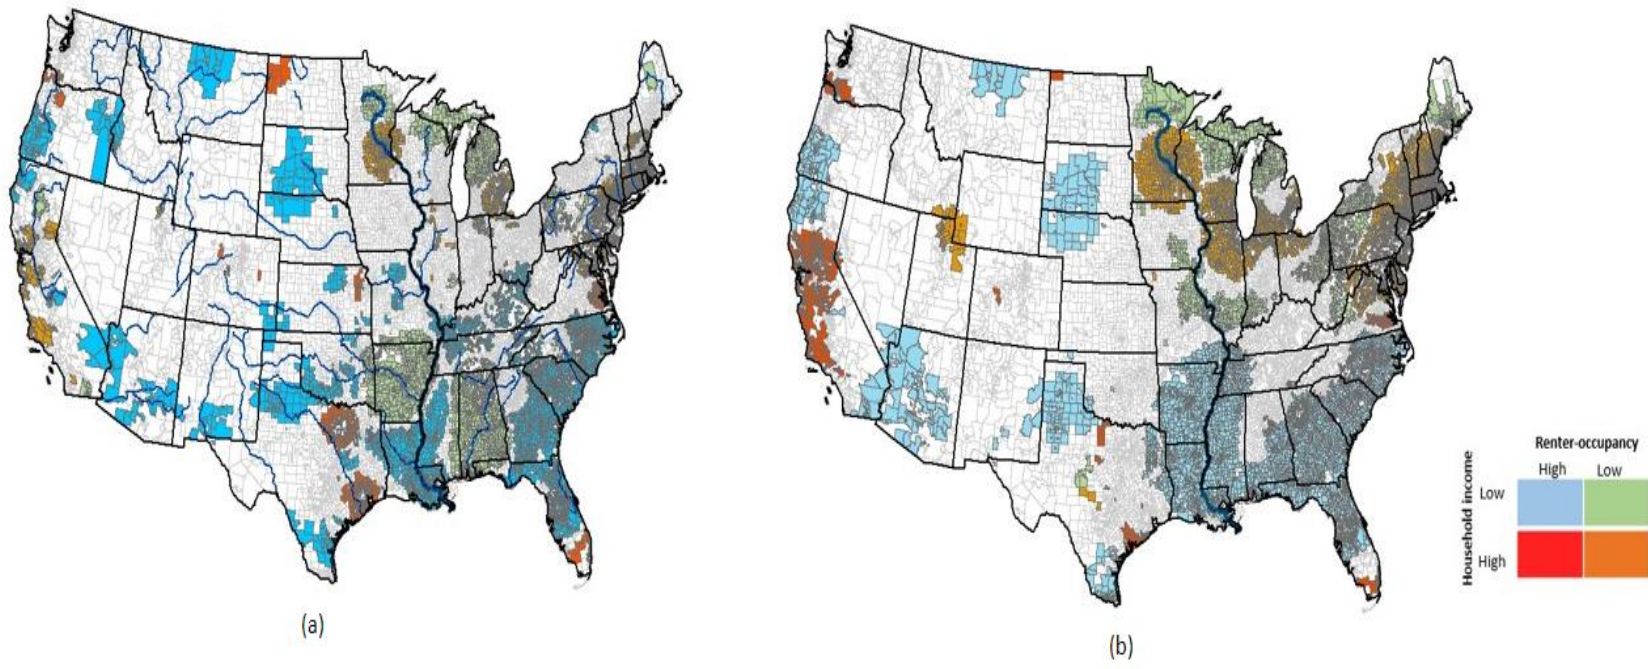 Renter-occupancy
High Low
Household income
Low
High
(a)
(b)